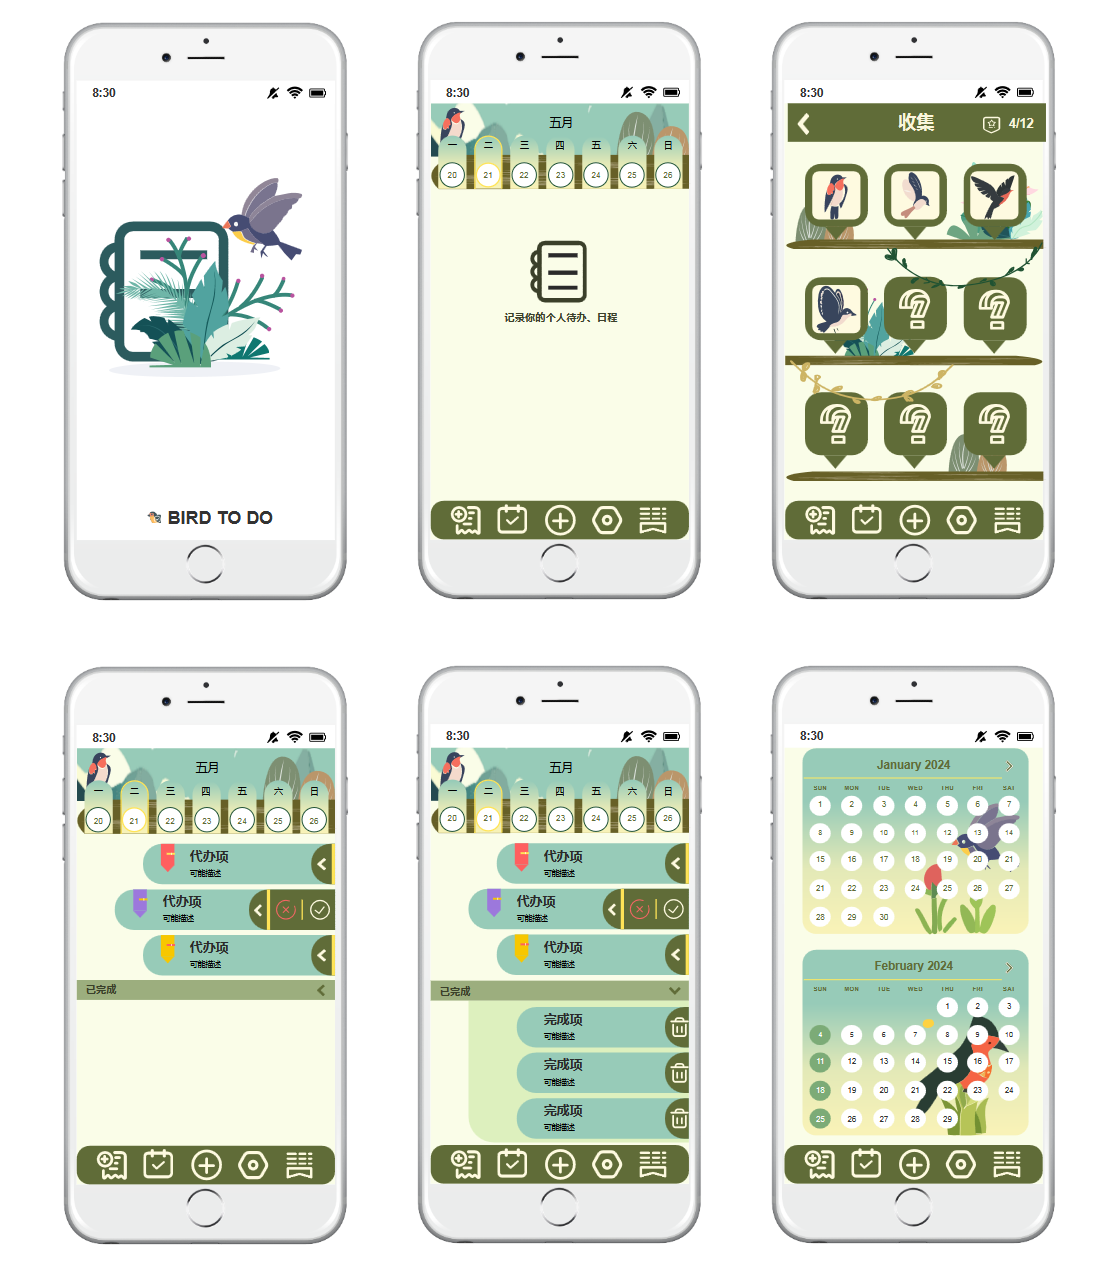 8:30
BIRD TO DO
8:30
五月
一 二 三 四 五 六 日
20 21 22 23 24 25 26
记录你的个人待办、日程
8:30
收集 4/12
8:30
五月
一 二 三 四 五 六 日
20 21 22 23 24 25 26
代办项
可能描述
代办项
可能描述
代办项
可能描述
已完成
8:30
五月
一 二 三 四 五 六 日
20 21 22 23 24 25 26
代办项
可能描述
代办项
可能描述
代办项
可能描述
已完成
完成项
可能描述
完成项
可能描述
完成项
可能描述
8:30
January 2024
SUN MON TUE WED THU FRI SAT
1 2 3 4 5 6 7
8 9 10 11 12 13 14
15 16 17 18 19 20 21
21 22 23 24 25 26 27
28 29 30
February 2024
SUN MON TUE WED THU FRI SAT
1 2 3
4 5 6 7 8 9 10
11 12 13 14 15 16 17
18 19 20 21 22 23 24
25 26 27 28 29